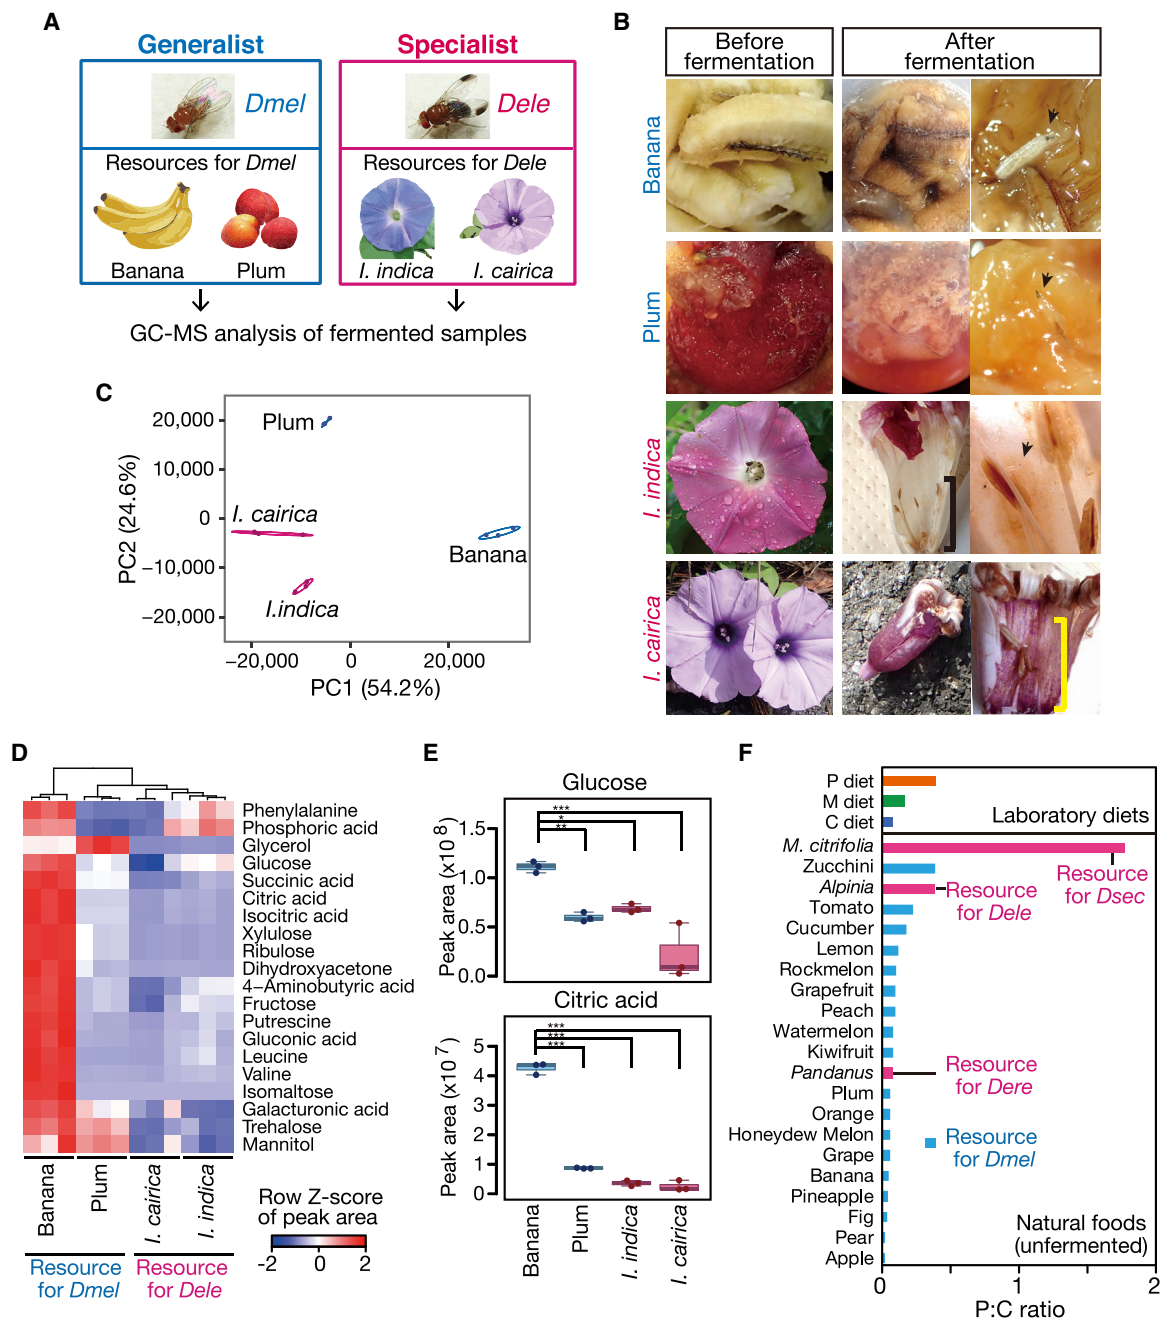 A
Generalist
Specialist
Dmel
Dele
Resources for Dmel
Resources for Dele
Banana
Plum
I. indica
I. cairica
GC-MS analysis of fermented samples
B
Before
fermentation
After
fermentation
Banana
Plum
I. indica
I. cairica
C
PC2 (24.6%)
20,000
10,000
0
−10,000
−20,000
Plum
I. cairica
Banana
I.indica
−20,000
0
20,000
PC1 (54.2%)
D
Phenylalanine
Phosphoric acid
Glycerol
Glucose
Succinic acid
Citric acid
Isocitric acid
Xylulose
Ribulose
Dihydroxyacetone
4−Aminobutyric acid
Fructose
Putrescine
Gluconic acid
Leucine
Valine
Isomaltose
Galacturonic acid
Trehalose
Mannitol
Banana
Plum
I. cairica
I. indica
Resource
for Dmel
Resource
for Dele
Row Z-score
of peak area
-2
0
2
E
Glucose
Peak area (x10 8)
1.5
1.0
0.5
0.0
***
*
**
Citric acid
Peak area (x10 7)
5
4
3
2
1
0
***
***
***
Banana
Plum
I. indica
I. cairica
F
P diet
M diet
C diet
Laboratory diets
M. citrifolia
Zucchini
Alpinia
Tomato
Cucumber
Lemon
Rockmelon
Grapefruit
Peach
Watermelon
Kiwifruit
Pandanus
Plum
Orange
Honeydew Melon
Grape
Banana
Pineapple
Fig
Pear
Apple
Resource
for Dsec
Resource
for Dele
Resource
for Dere
Resource
for Dmel
Natural foods
(unfermented)
0
1
2
P:C ratio